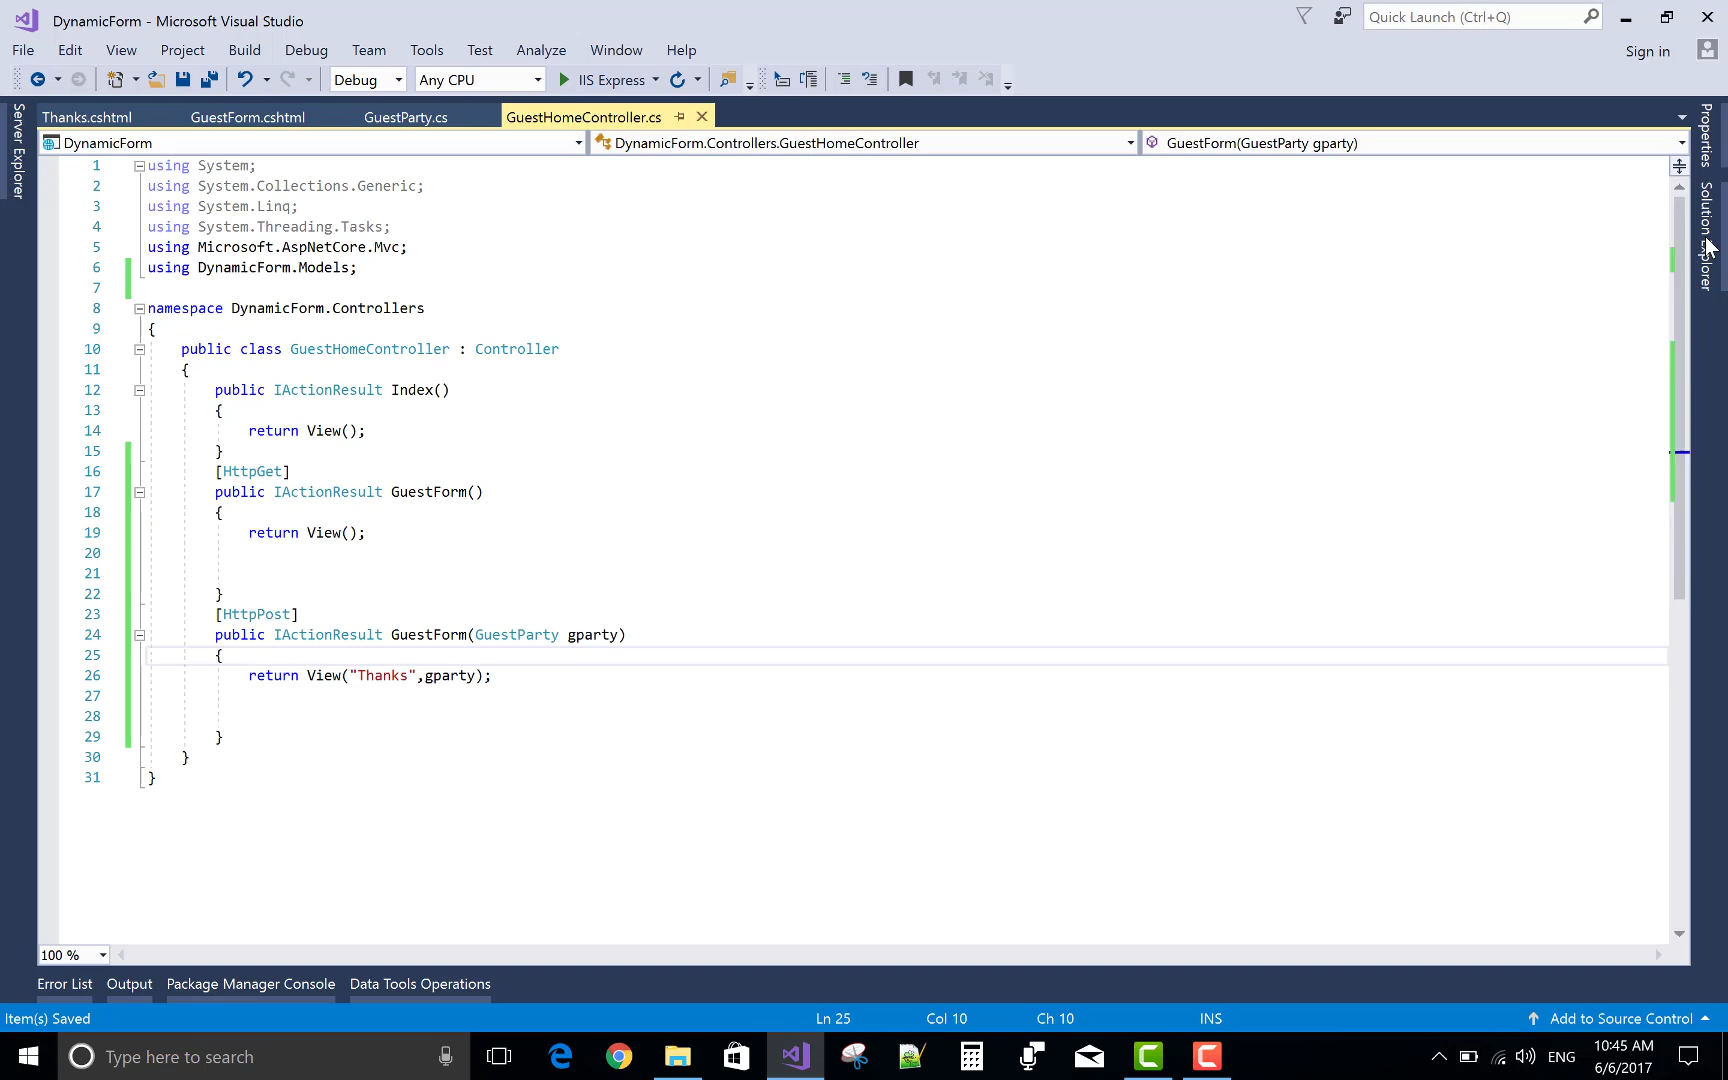 DynamicForm - Microsoft Visual Studio
Quick Launch (Ctrl+Q)
File Edit View Project Build Debug Team Tools Test Analyze Window Help
Sign in
Debug Any CPU IIS Express
Server Explorer
Thanks.cshtml GuestForm.cshtml GuestParty.cs GuestHomeController.cs
DynamicForm DynamicForm.Controllers.GuestHomeController GuestForm(GuestParty gparty)
Properties
Solution Explorer
1 using System;
2 using System.Collections.Generic;
3 using System.Linq;
4 using System.Threading.Tasks;
5 using Microsoft.AspNetCore.Mvc;
6 using DynamicForm.Models;
7
8 namespace DynamicForm.Controllers
9 {
10 public class GuestHomeController : Controller
11 {
12 public IActionResult Index()
13 {
14 return View();
15 }
16 [HttpGet]
17 public IActionResult GuestForm()
18 {
19 return View();
20
21
22 }
23 [HttpPost]
24 public IActionResult GuestForm(GuestParty gparty)
25 {
26 return View("Thanks",gparty);
27
28
29 }
30 }
31 }
100 %
Error List Output Package Manager Console Data Tools Operations
Item(s) Saved Ln 25 Col 10 Ch 10 INS Add to Source Control
Type here to search
ENG
10:45 AM
6/6/2017